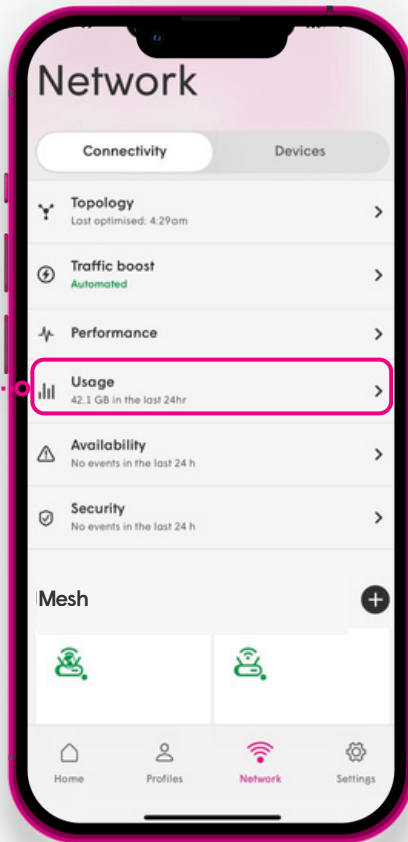 Network
Connectivity
Devices
Topology
Last optimised: 4:29am
Traffic boost
Automated
Performance
Usage
42.1 GB in the last 24hr
Availability
No events in the last 24 h
Security
No events in the last 24 h
Mesh
Home
Profiles
Network
Settings